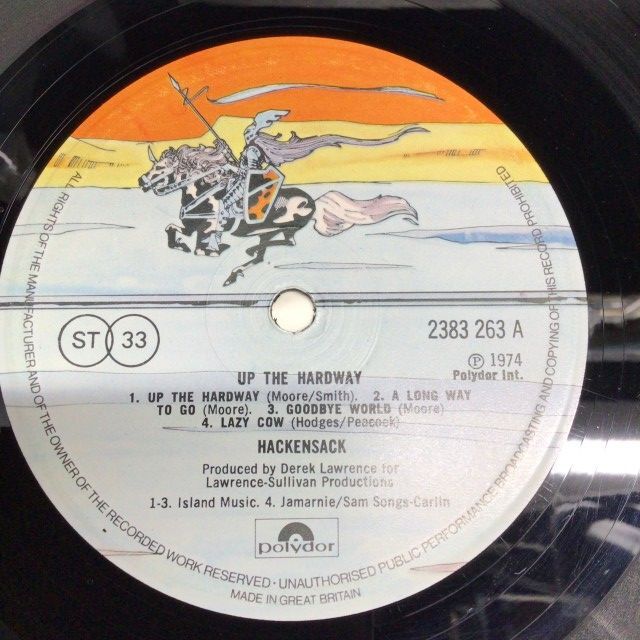 ST 33
2383 263 A
Ⓟ 1974
Polydor Int.
UP THE HARDWAY
1. UP THE HARDWAY (Moore/Smith). 2. A LONG WAY
TO GO (Moore). 3. GOODBYE WORLD (Moore)
4. LAZY COW (Hodges/Peacock)
HACKENSACK
Produced by Derek Lawrence for
Lawrence-Sullivan Productions
1-3. Island Music. 4. Jamarnie/Sam Songs-Carlin
polydor
ALL RIGHTS OF THE MANUFACTURER AND OF THE OWNER OF THE RECORDED WORK RESERVED · UNAUTHORISED PUBLIC PERFORMANCE BROADCASTING AND COPYING OF THIS RECORD PROHIBITED
MADE IN GREAT BRITAIN